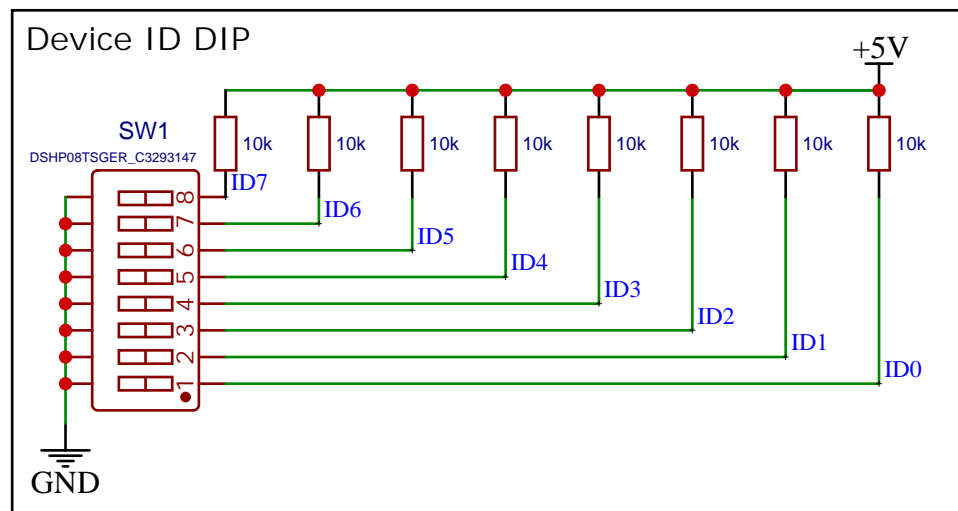 Device ID DIP
+5V
SW1
DSHP08TSGER_C3293147
10k 10k 10k 10k 10k 10k 10k 10k
8 ID7
7 ID6
6 ID5
5 ID4
4 ID3
3 ID2
2 ID1
1 ID0
GND